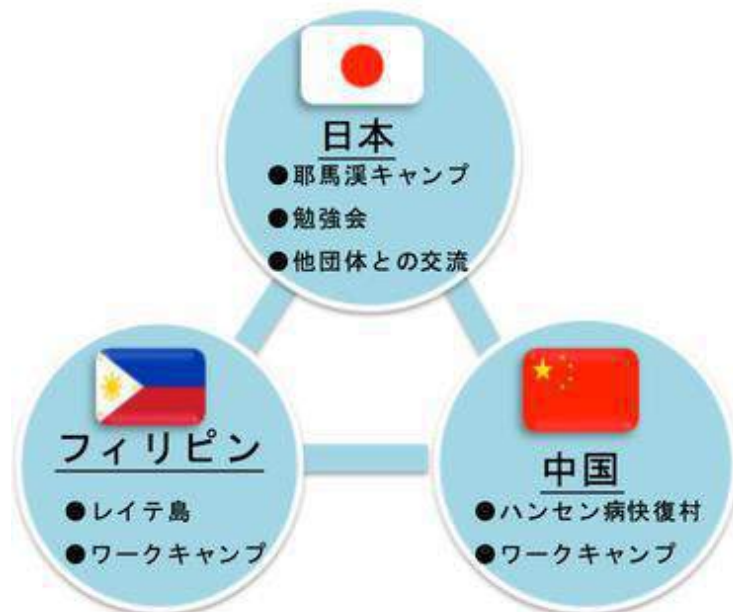 日本
●耶馬溪キャンプ
●勉強会
●他団体との交流
フィリピン
●レイテ島
●ワークキャンプ
中国
●ハンセン病快復村
●ワークキャンプ